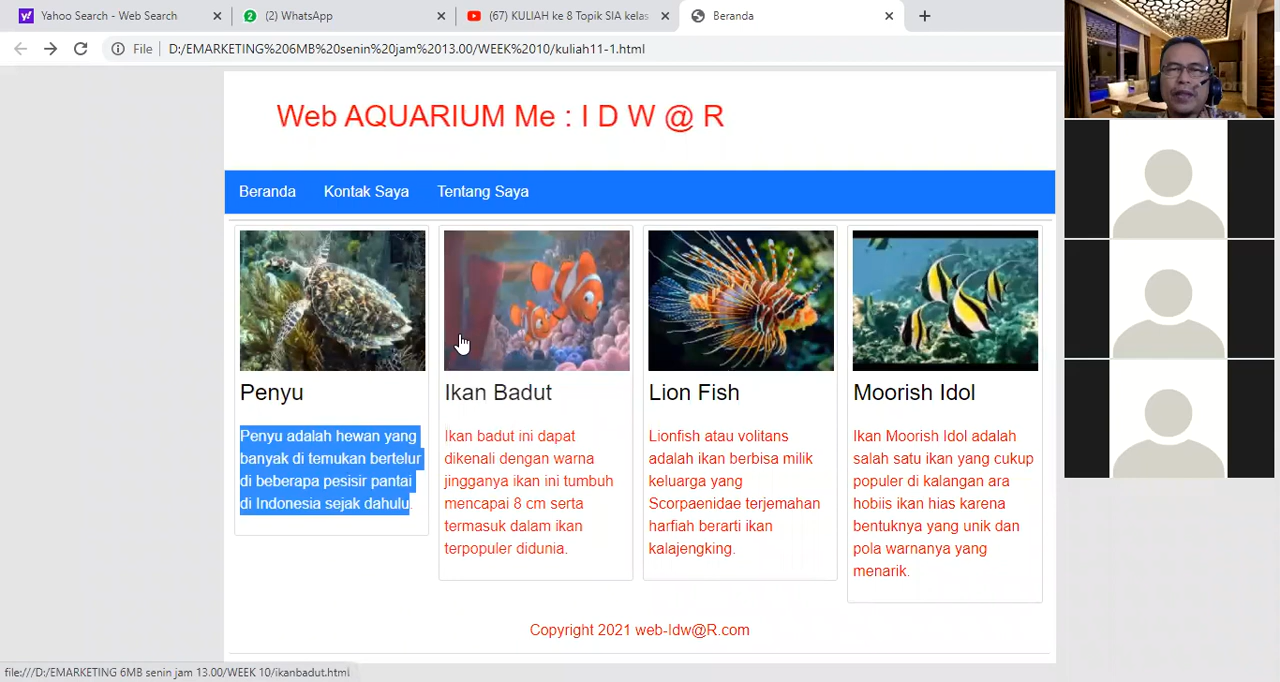 Yahoo Search - Web Search
(2) WhatsApp
(67) KULIAH ke 8 Topik SIA kelas
Beranda
File
D:/EMARKETING%206MB%20senin%20jam%2013.00/WEEK%2010/kuliah11-1.html
Web AQUARIUM Me : I D W @ R
Beranda
Kontak Saya
Tentang Saya
Penyu
Penyu adalah hewan yang
banyak di temukan bertelur
di beberapa pesisir pantai
di Indonesia sejak dahulu.
Ikan Badut
Ikan badut ini dapat
dikenali dengan warna
jingganya ikan ini tumbuh
mencapai 8 cm serta
termasuk dalam ikan
terpopuler didunia.
Lion Fish
Lionfish atau volitans
adalah ikan berbisa milik
keluarga yang
Scorpaenidae terjemahan
harfiah berarti ikan
kalajengking.
Moorish Idol
Ikan Moorish Idol adalah
salah satu ikan yang cukup
populer di kalangan ara
hobiis ikan hias karena
bentuknya yang unik dan
pola warnanya yang
menarik.
Copyright 2021 web-Idw@R.com
file:///D:/EMARKETING 6MB senin jam 13.00/WEEK 10/ikanbadut.html